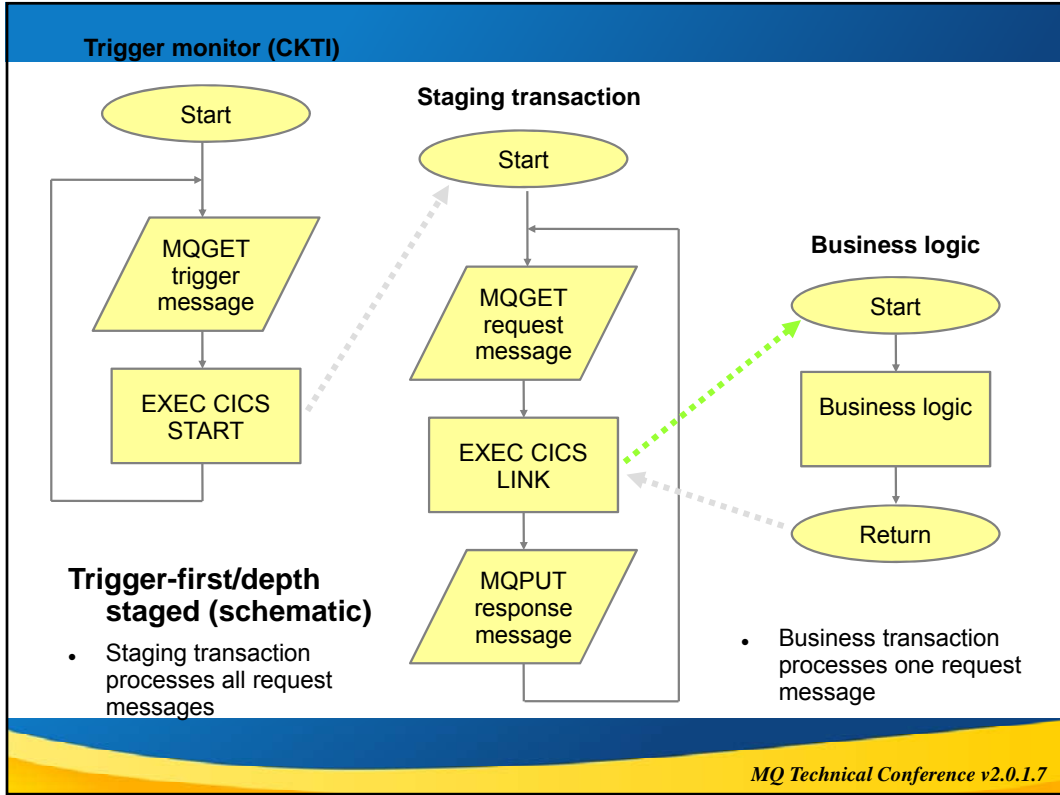 Trigger monitor (CKTI)
Start
MQGET
trigger
message
EXEC CICS
START
Staging transaction
Start
MQGET
request
message
EXEC CICS
LINK
MQPUT
response
message
Business logic
Start
Business logic
Return
Trigger-first/depth
staged (schematic)
• Staging transaction
processes all request
messages
• Business transaction
processes one request
message
MQ Technical Conference v2.0.1.7